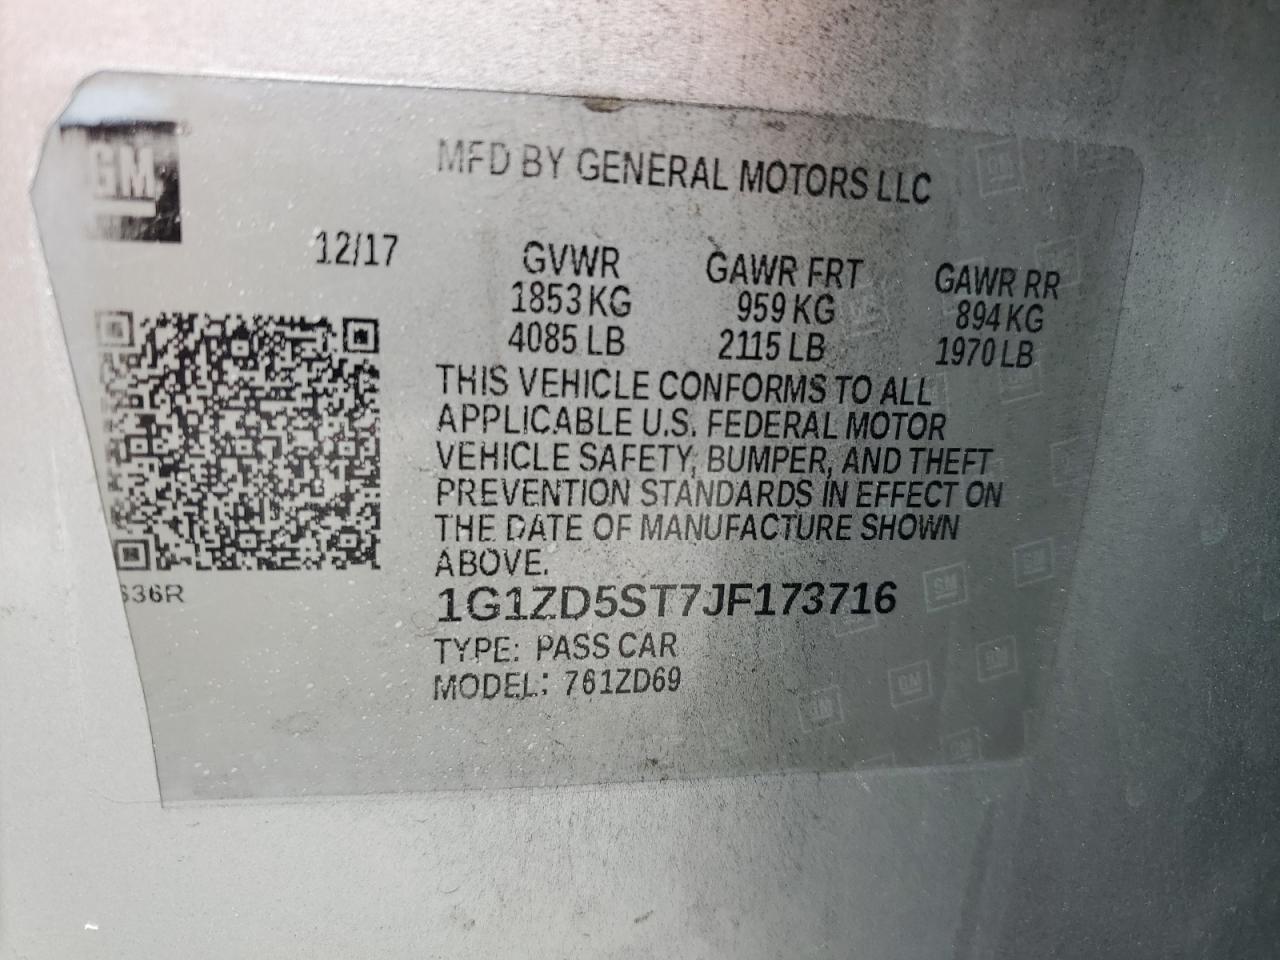 GM
MFD BY GENERAL MOTORS LLC
12/17
GVWR GAWR FRT GAWR RR
1853 KG 959 KG 894 KG
4085 LB 2115 LB 1970 LB
THIS VEHICLE CONFORMS TO ALL
APPLICABLE U.S. FEDERAL MOTOR
VEHICLE SAFETY, BUMPER, AND THEFT
PREVENTION STANDARDS IN EFFECT ON
THE DATE OF MANUFACTURE SHOWN
ABOVE.
1G1ZD5ST7JF173716
TYPE: PASS CAR
MODEL: 761ZD69